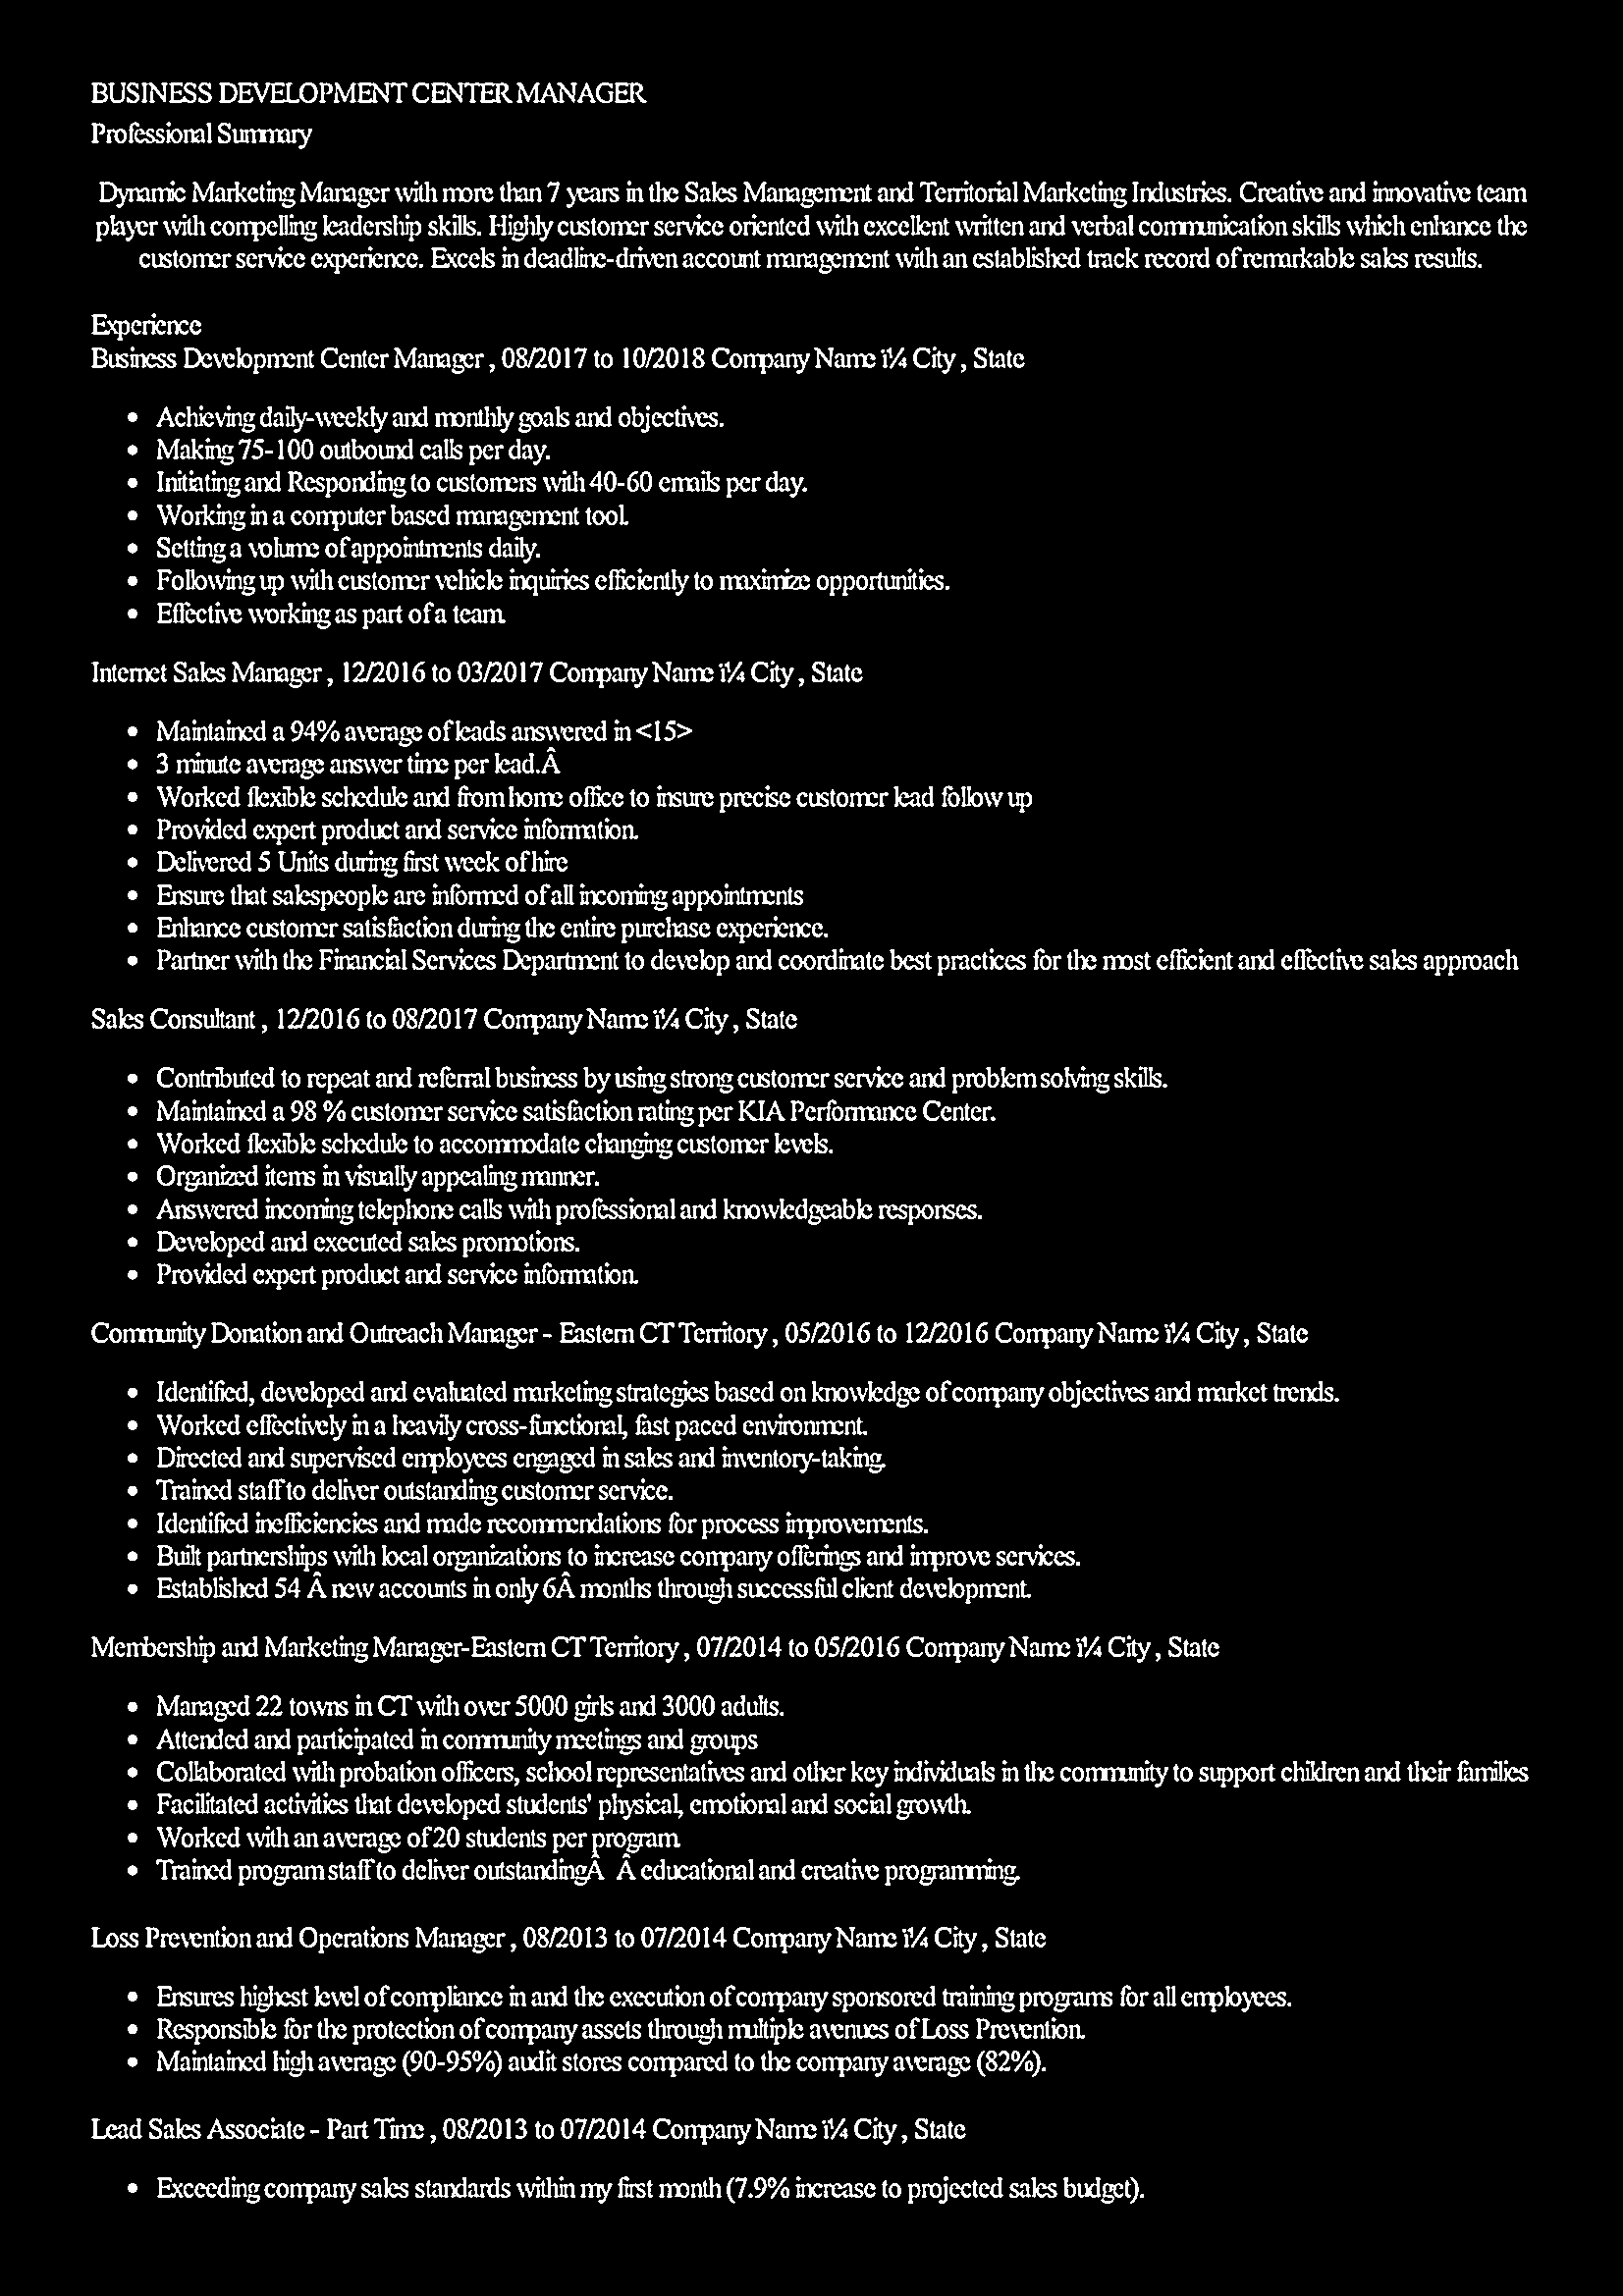 BUSINESS DEVELOPMENT CENTER MANAGER
Professional Summary
Dynamic Marketing Manager with more than 7 years in the Sales Management and Territorial Marketing Industries. Creative and innovative team
player with compelling leadership skills. Highly customer service oriented with excellent written and verbal communication skills which enhance the
customer service experience. Excels in deadline-driven account management with an established track record of remarkable sales results.
Experience
Business Development Center Manager , 08/2017 to 10/2018 Company Name ï¼ City , State
• Achieving daily-weekly and monthly goals and objectives.
• Making 75-100 outbound calls per day.
• Initiating and Responding to customers with 40-60 emails per day.
• Working in a computer based management tool.
• Setting a volume of appointments daily.
• Following up with customer vehicle inquiries efficiently to maximize opportunities.
• Effective working as part of a team.
Internet Sales Manager , 12/2016 to 03/2017 Company Name ï¼ City , State
• Maintained a 94% average of leads answered in <15>
• 3 minute average answer time per lead.Â
• Worked flexible schedule and from home office to insure precise customer lead follow up
• Provided expert product and service information.
• Delivered 5 Units during first week of hire
• Ensure that salespeople are informed of all incoming appointments
• Enhance customer satisfaction during the entire purchase experience.
• Partner with the Financial Services Department to develop and coordinate best practices for the most efficient and effective sales approach
Sales Consultant , 12/2016 to 08/2017 Company Name ï¼ City , State
• Contributed to repeat and referral business by using strong customer service and problem solving skills.
• Maintained a 98 % customer service satisfaction rating per KIA Performance Center.
• Worked flexible schedule to accommodate changing customer levels.
• Organized items in visually appealing manner.
• Answered incoming telephone calls with professional and knowledgeable responses.
• Developed and executed sales promotions.
• Provided expert product and service information.
Community Donation and Outreach Manager - Eastern CT Territory , 05/2016 to 12/2016 Company Name ï¼ City , State
• Identified, developed and evaluated marketing strategies based on knowledge of company objectives and market trends.
• Worked effectively in a heavily cross-functional, fast paced environment.
• Directed and supervised employees engaged in sales and inventory-taking.
• Trained staff to deliver outstanding customer service.
• Identified inefficiencies and made recommendations for process improvements.
• Built partnerships with local organizations to increase company offerings and improve services.
• Established 54 Â new accounts in only 6Â months through successful client development.
Membership and Marketing Manager-Eastern CT Territory , 07/2014 to 05/2016 Company Name ï¼ City , State
• Managed 22 towns in CT with over 5000 girls and 3000 adults.
• Attended and participated in community meetings and groups
• Collaborated with probation officers, school representatives and other key individuals in the community to support children and their families
• Facilitated activities that developed students' physical, emotional and social growth.
• Worked with an average of 20 students per program.
• Trained program staff to deliver outstandingÂ Â educational and creative programming.
Loss Prevention and Operations Manager , 08/2013 to 07/2014 Company Name ï¼ City , State
• Ensures highest level of compliance in and the execution of company sponsored training programs for all employees.
• Responsible for the protection of company assets through multiple avenues of Loss Prevention.
• Maintained high average (90-95%) audit stores compared to the company average (82%).
Lead Sales Associate - Part Time , 08/2013 to 07/2014 Company Name ï¼ City , State
• Exceeding company sales standards within my first month (7.9% increase to projected sales budget).